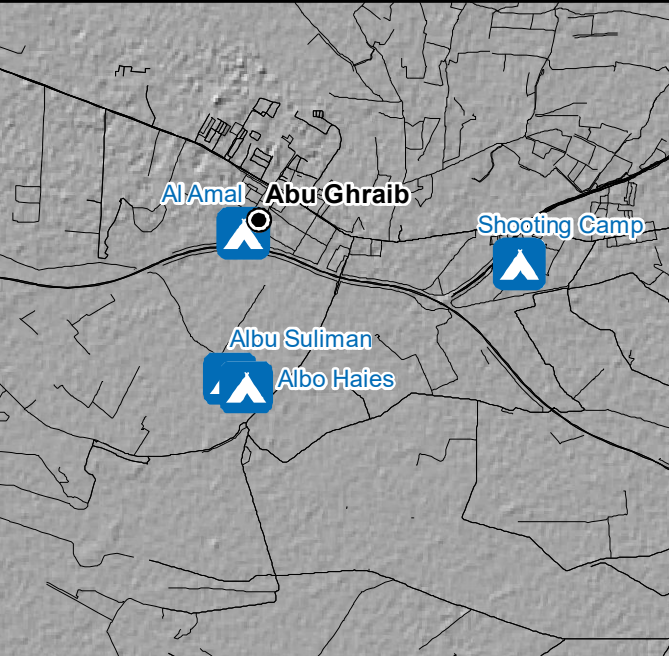 Al Amal
Abu Ghraib
Shooting Camp
Albu Suliman
Albo Haies